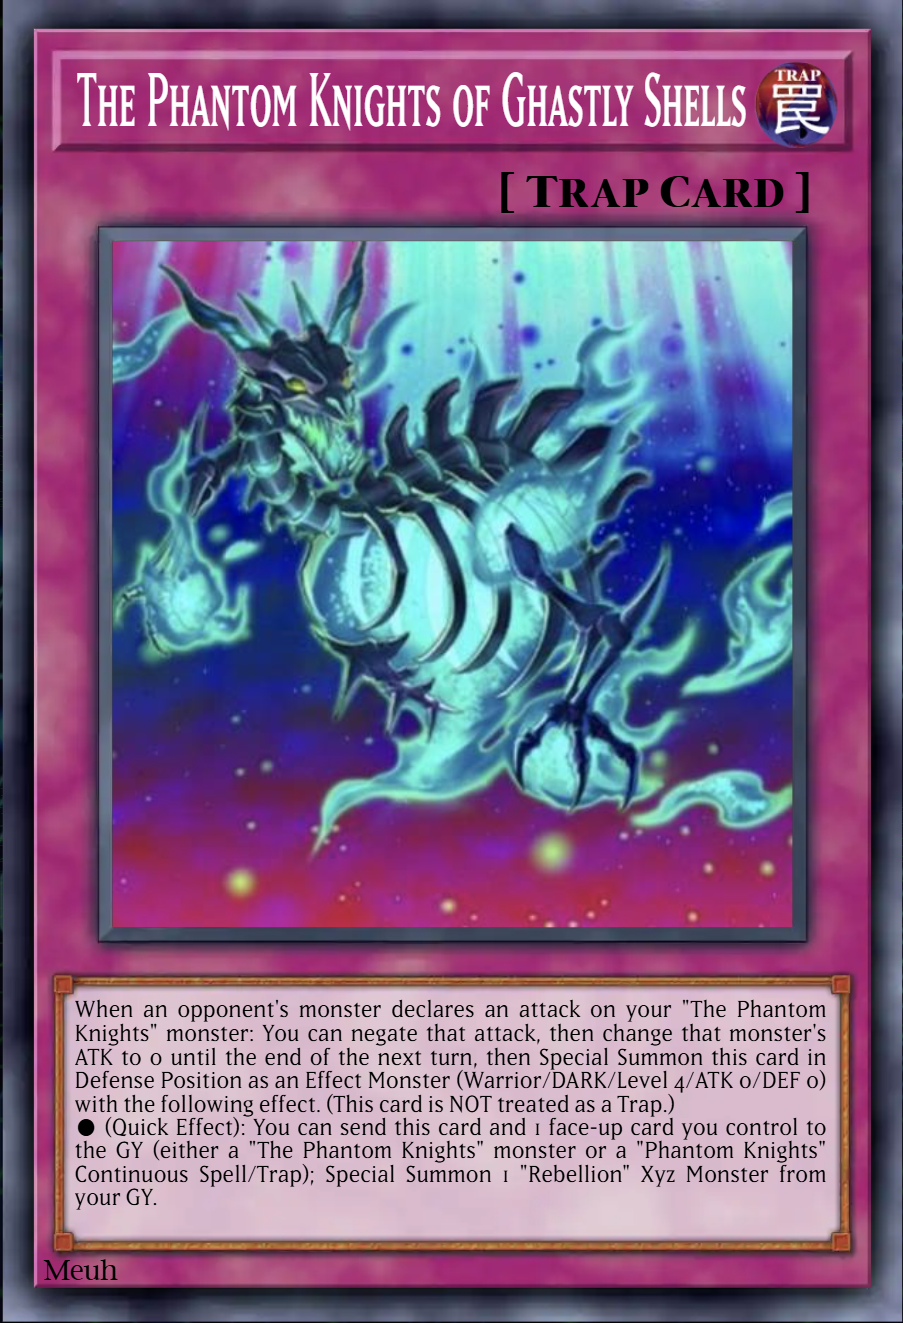 The Phantom Knights of Ghastly Shells
TRAP
罠
[ Trap Card ]
When an opponent's monster declares an attack on your "The Phantom
Knights" monster: You can negate that attack, then change that monster's
ATK to 0 until the end of the next turn, then Special Summon this card in
Defense Position as an Effect Monster (Warrior/DARK/Level 4/ATK 0/DEF 0)
with the following effect. (This card is NOT treated as a Trap.)
● (Quick Effect): You can send this card and 1 face-up card you control to
the GY (either a "The Phantom Knights" monster or a "Phantom Knights"
Continuous Spell/Trap); Special Summon 1 "Rebellion" Xyz Monster from
your GY.
Meuh